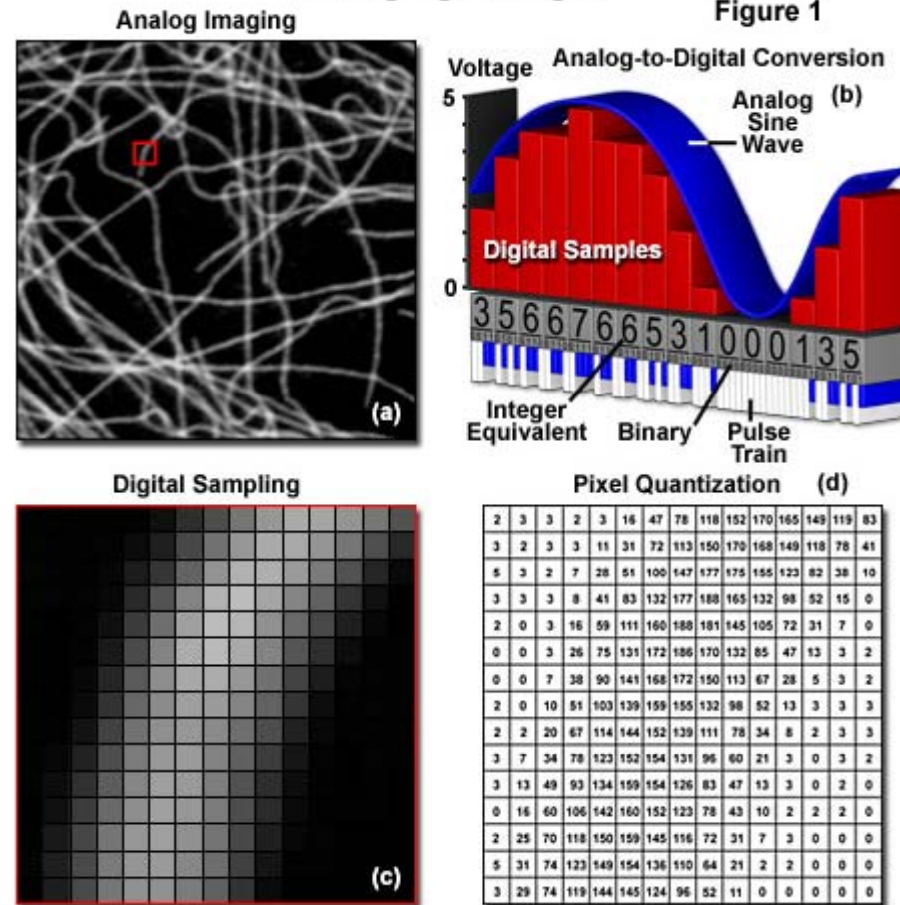 Figure 1
Analog Imaging
(a)
Analog-to-Digital Conversion
(b)
Voltage
5
0
Analog
Sine
Wave
Digital Samples
3 5 6 6 7 6 6 5 3 1 0 0 0 1 3 5
Integer
Equivalent
Binary
Pulse
Train
Digital Sampling
(c)
Pixel Quantization (d)
2 3 3 2 3 16 47 78 118 152 170 165 149 119 83
3 2 3 3 11 31 72 113 150 170 168 149 118 78 41
5 3 2 7 28 51 100 147 177 175 155 123 82 38 10
3 3 3 8 41 83 132 177 188 165 132 98 52 15 0
2 0 3 16 59 111 160 188 181 145 105 72 31 7 0
0 0 3 26 75 131 172 186 170 132 85 47 13 3 2
0 0 7 38 90 141 168 172 150 113 67 28 5 3 2
2 0 10 51 103 139 159 155 132 98 52 13 3 3 3
2 2 20 67 114 144 152 139 111 78 34 8 2 3 3
3 7 34 78 123 152 154 131 96 60 21 3 0 3 2
3 13 49 93 134 159 154 126 83 47 13 3 0 2 0
0 16 60 106 142 160 152 123 78 43 10 2 2 2 0
2 25 70 118 150 159 145 116 72 31 7 3 0 0 0
5 31 74 123 149 154 136 110 64 21 2 2 0 0 0
3 29 74 119 144 145 124 96 52 11 0 0 0 0 0